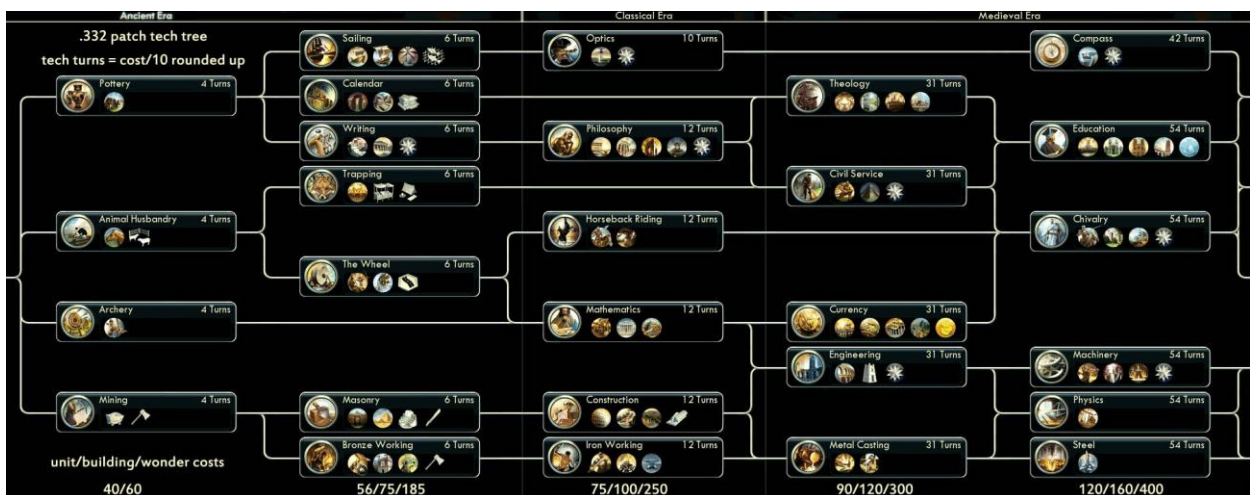 Ancient Era
Classical Era
Medieval Era
.332 patch tech tree
tech turns = cost/10 rounded up
Sailing 6 Turns
Optics 10 Turns
Compass 42 Turns
Pottery 4 Turns
Calendar 6 Turns
Theology 31 Turns
Writing 6 Turns
Philosophy 12 Turns
Education 54 Turns
Trapping 6 Turns
Civil Service 31 Turns
Animal Husbandry 4 Turns
Horseback Riding 12 Turns
Chivalry 54 Turns
The Wheel 6 Turns
Archery 4 Turns
Mathematics 12 Turns
Currency 31 Turns
Engineering 31 Turns
Machinery 54 Turns
Mining 4 Turns
Masonry 6 Turns
Construction 12 Turns
Physics 54 Turns
Bronze Working 6 Turns
Iron Working 12 Turns
Metal Casting 31 Turns
Steel 54 Turns
unit/building/wonder costs
40/60
56/75/185
75/100/250
90/120/300
120/160/400